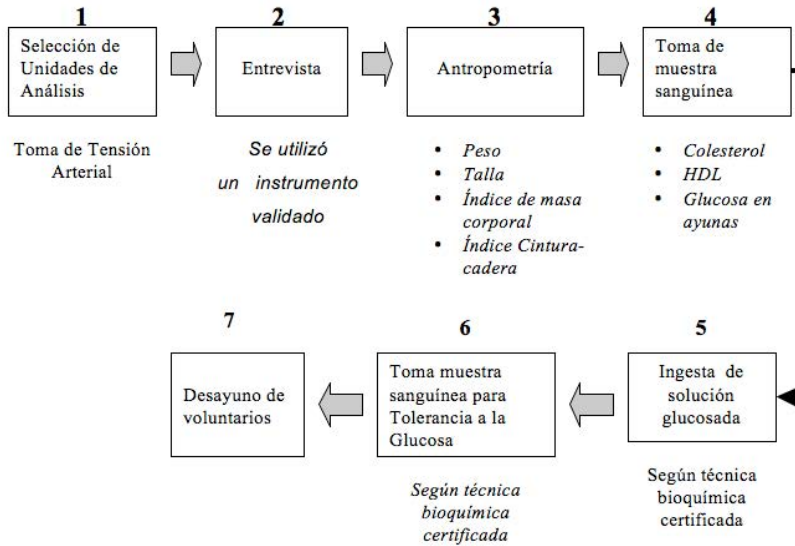 1
Selección de
Unidades de
Análisis
Toma de Tensión
Arterial
2
Entrevista
Se utilizó
un instrumento
validado
3
Antropometría
• Peso
• Talla
• Índice de masa
corporal
• Índice Cintura-
cadera
4
Toma de
muestra
sanguínea
• Colesterol
• HDL
• Glucosa en
ayunas
5
Ingesta de
solución
glucosada
Según técnica
bioquímica
certificada
6
Toma muestra
sanguínea para
Tolerancia a la
Glucosa
Según técnica
bioquímica
certificada
7
Desayuno de
voluntarios